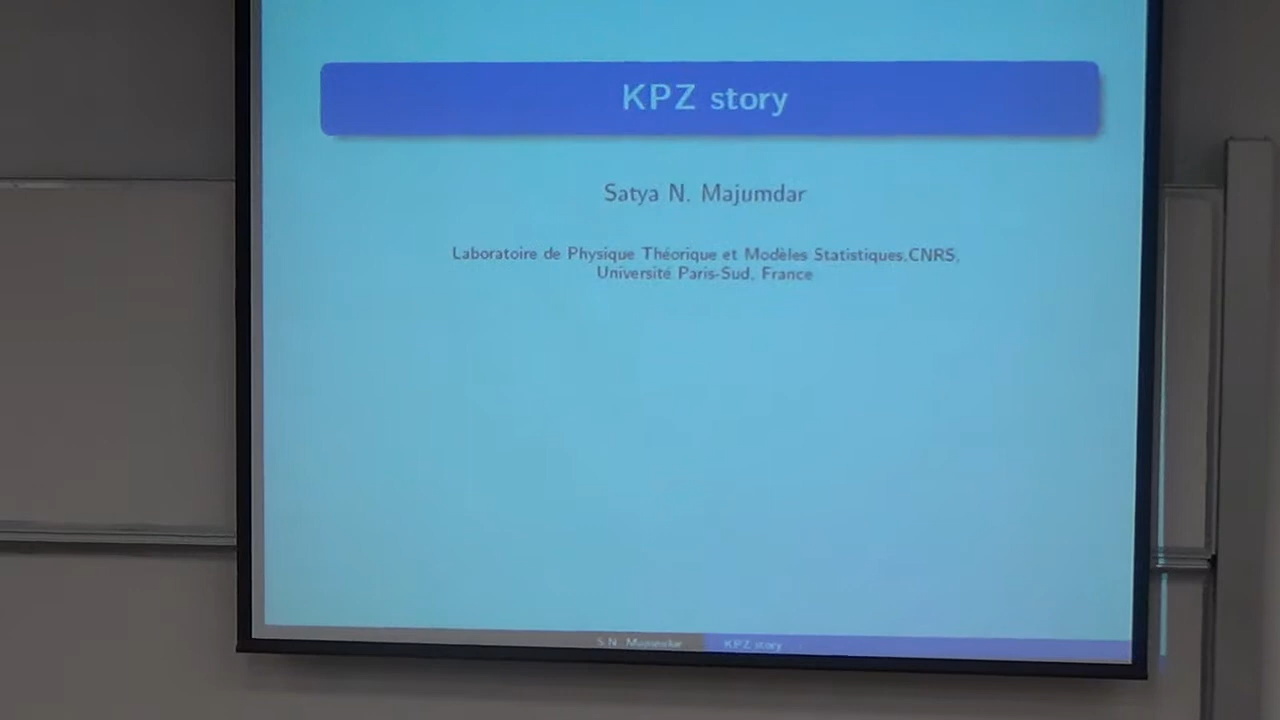 KPZ story
Satya N. Majumdar
Laboratoire de Physique Théorique et Modèles Statistiques,CNRS,
Université Paris-Sud, France
S.N. Majumdar KPZ story